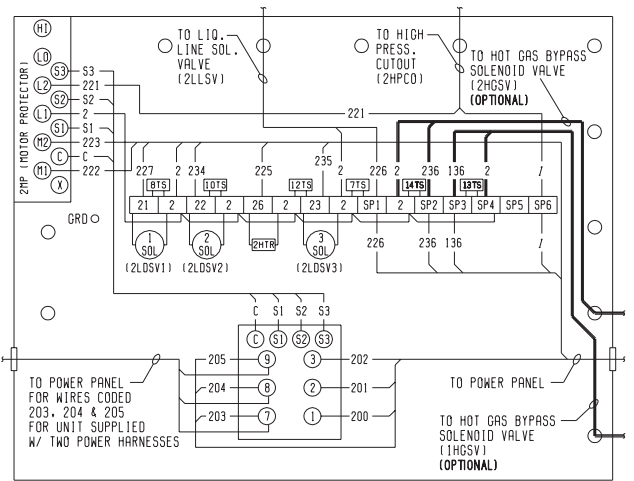 HI
LO
S3 S3
L2 221
S2 S2
L1 2
S1 S1
M2 223
C C
M1 222
X
2MP (MOTOR PROTECTOR)
GRD
TO LIQ.
LINE SOL.
VALVE
(2LLSV)
TO HIGH
PRESS.
CUTOUT
(2HPCO)
TO HOT GAS BYPASS
SOLENOID VALVE
(2HGSV)
(OPTIONAL)
221
235
227 2 234 225 2 226 2 236 136 2 1
8TS 10TS 12TS 7TS 14TS 13TS
21 2 22 2 26 2 23 2 SP1 2 SP2 SP3 SP4 SP5 SP6
1
SOL
(2LDSV1)
2
SOL
(2LDSV2)
2HTR
3
SOL
(2LDSV3)
226 236 136 1
C S1 S2 S3
C S1 S2 S3
205 9 3 202
204 8 2 201
203 7 1 200
TO POWER PANEL
FOR WIRES CODED
203, 204 & 205
FOR UNIT SUPPLIED
W/ TWO POWER HARNESSES
TO POWER PANEL
TO HOT GAS BYPASS
SOLENOID VALVE
(1HGSV)
(OPTIONAL)